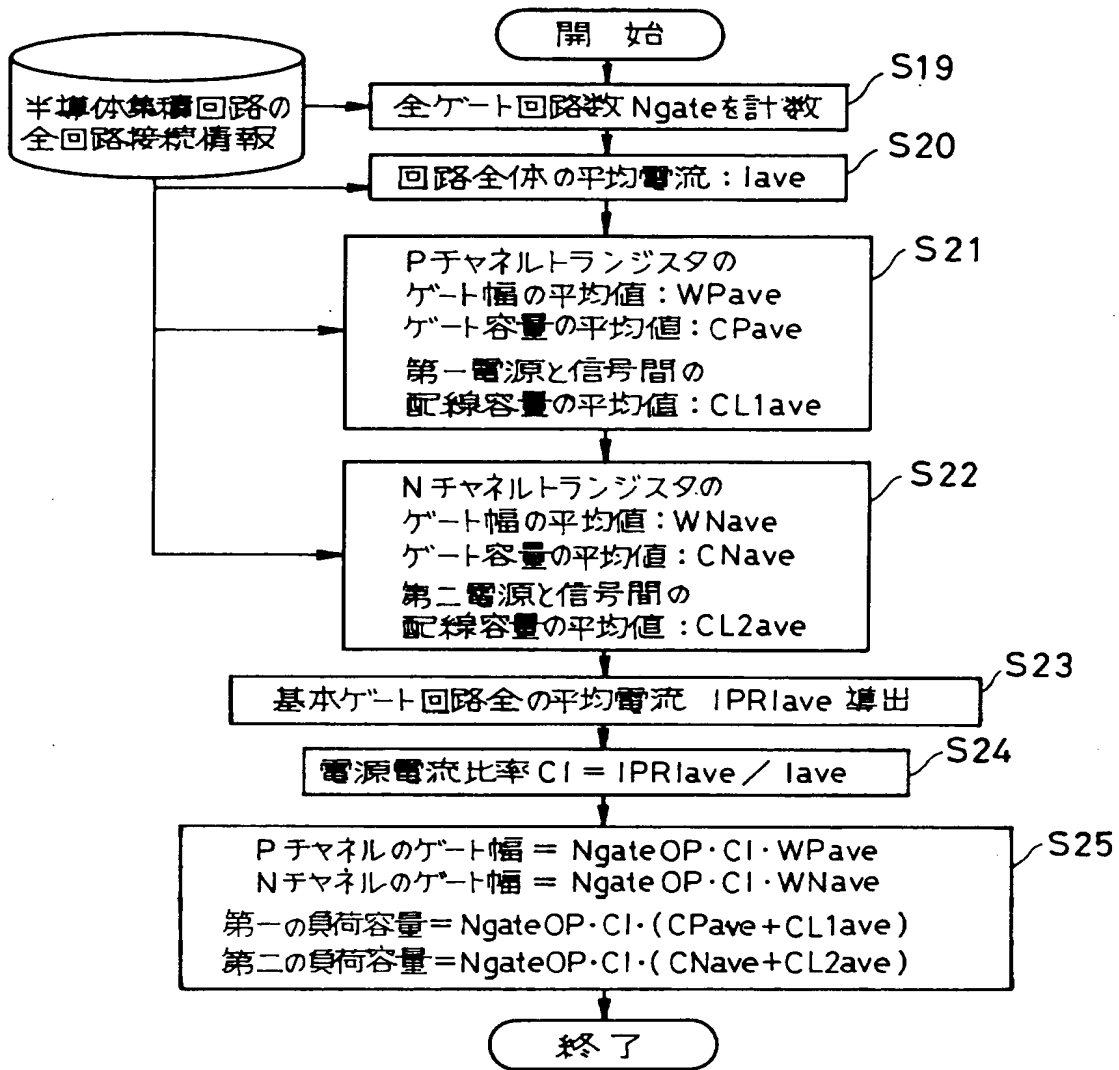 開 始
半導体集積回路の
全回路接続情報
全ゲート回路数 Ngateを計数
S19
回路全体の平均電流：Iave
S20
Pチャネルトランジスタの
ゲート幅の平均値：WPave
ゲート容量の平均値：CPave
第一電源と信号間の
配線容量の平均値：CL1ave
S21
Nチャネルトランジスタの
ゲート幅の平均値：WNave
ゲート容量の平均値：CNave
第二電源と信号間の
配線容量の平均値：CL2ave
S22
基本ゲート回路全の平均電流 IPRIave 導出
S23
電源電流比率CI＝IPRIave／Iave
S24
Pチャネルのゲート幅＝NgateOP・CI・WPave
Nチャネルのゲート幅＝NgateOP・CI・WNave
第一の負荷容量＝NgateOP・CI・(CPave+CL1ave)
第二の負荷容量＝NgateOP・CI・(CNave+CL2ave)
S25
終了